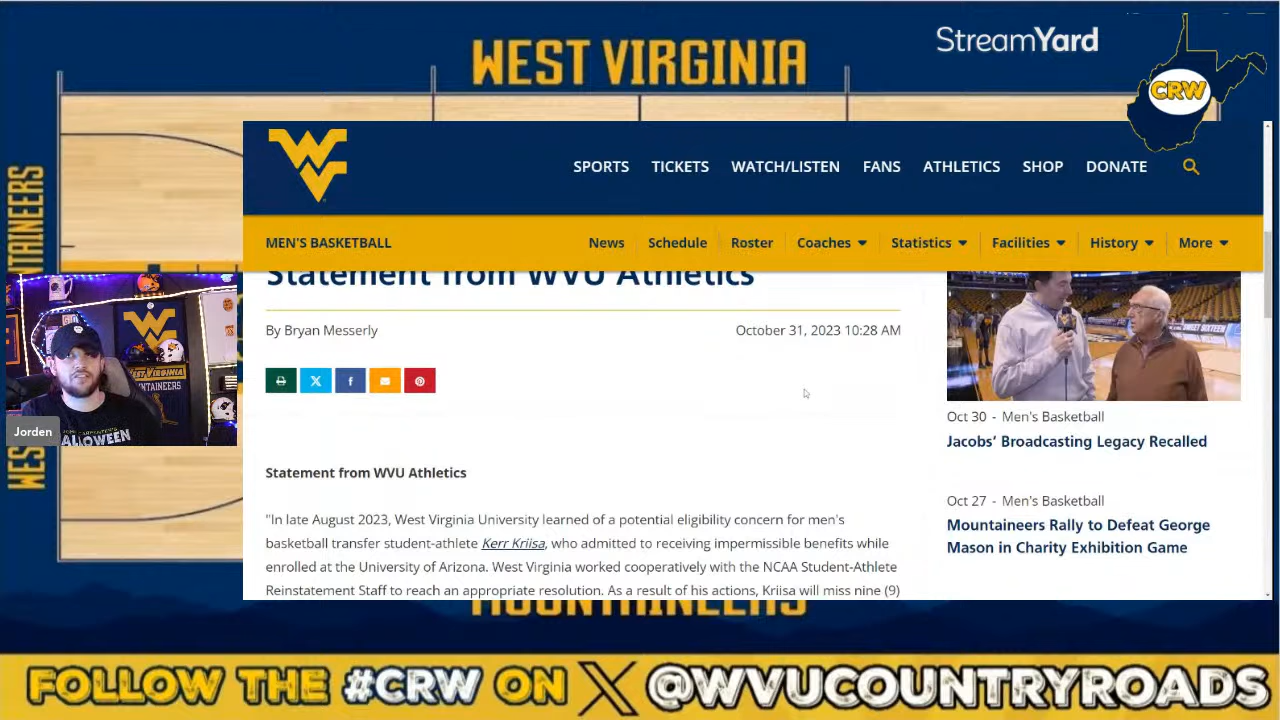 WEST VIRGINIA
StreamYard
CRW
SPORTS TICKETS WATCH/LISTEN FANS ATHLETICS SHOP DONATE
MEN'S BASKETBALL
News Schedule Roster Coaches Statistics Facilities History More
Statement from WVU Athletics
By Bryan Messerly
October 31, 2023 10:28 AM
Statement from WVU Athletics
"In late August 2023, West Virginia University learned of a potential eligibility concern for men's
basketball transfer student-athlete Kerr Kriisa, who admitted to receiving impermissible benefits while
enrolled at the University of Arizona. West Virginia worked cooperatively with the NCAA Student-Athlete
Reinstatement Staff to reach an appropriate resolution. As a result of his actions, Kriisa will miss nine (9)
Oct 30 - Men's Basketball
Jacobs' Broadcasting Legacy Recalled
Oct 27 - Men's Basketball
Mountaineers Rally to Defeat George
Mason in Charity Exhibition Game
Jorden
MOUNTAINEERS
FOLLOW THE #CRW ON X @WVUCOUNTRYROADS